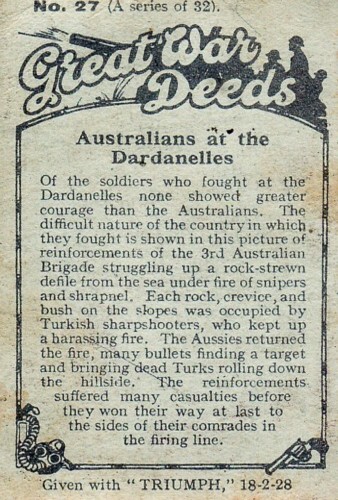 No. 27 (A series of 32).
Great War
Deeds
Australians at the
Dardanelles
Of the soldiers who fought at the
Dardanelles none showed greater
courage than the Australians. The
difficult nature of the country in which
they fought is shown in this picture of
reinforcements of the 3rd Australian
Brigade struggling up a rock-strewn
defile from the sea under fire of snipers
and shrapnel. Each rock, crevice, and
bush on the slopes was occupied by
Turkish sharpshooters, who kept up
a harassing fire. The Aussies returned
the fire, many bullets finding a target
and bringing dead Turks rolling down
the hillside. The reinforcements
suffered many casualties before
they won their way at last to
the sides of their comrades in
the firing line.
Given with "TRIUMPH," 18-2-28